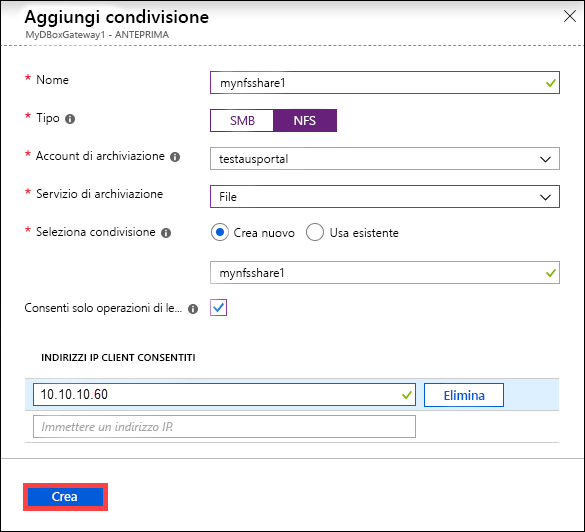 Aggiungi condivisione
MyDBoxGateway1 - ANTEPRIMA
* Nome
mynfsshare1
* Tipo
SMB NFS
* Account di archiviazione
testausportal
* Servizio di archiviazione
File
* Seleziona condivisione
Crea nuovo Usa esistente
mynfsshare1
Consenti solo operazioni di le...
INDIRIZZI IP CLIENT CONSENTITI
10.10.10.60 Elimina
Immettere un indirizzo IP.
Crea